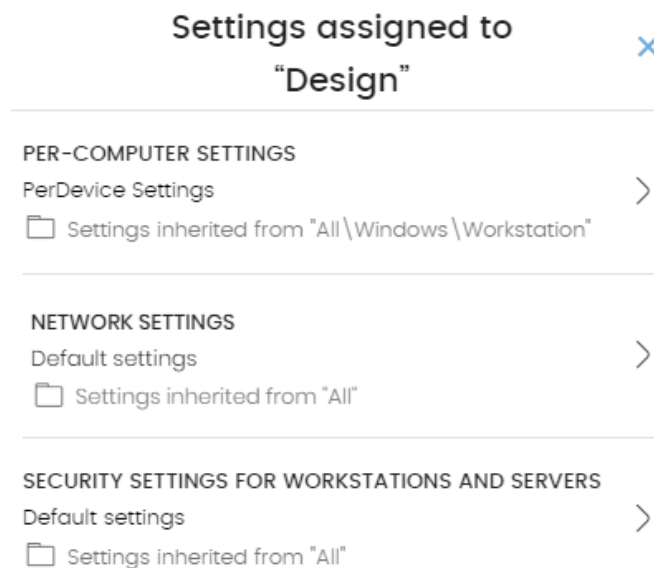 Settings assigned to
“Design”
PER-COMPUTER SETTINGS
PerDevice Settings
Settings inherited from "All\Windows\Workstation"
NETWORK SETTINGS
Default settings
Settings inherited from "All"
SECURITY SETTINGS FOR WORKSTATIONS AND SERVERS
Default settings
Settings inherited from "All"